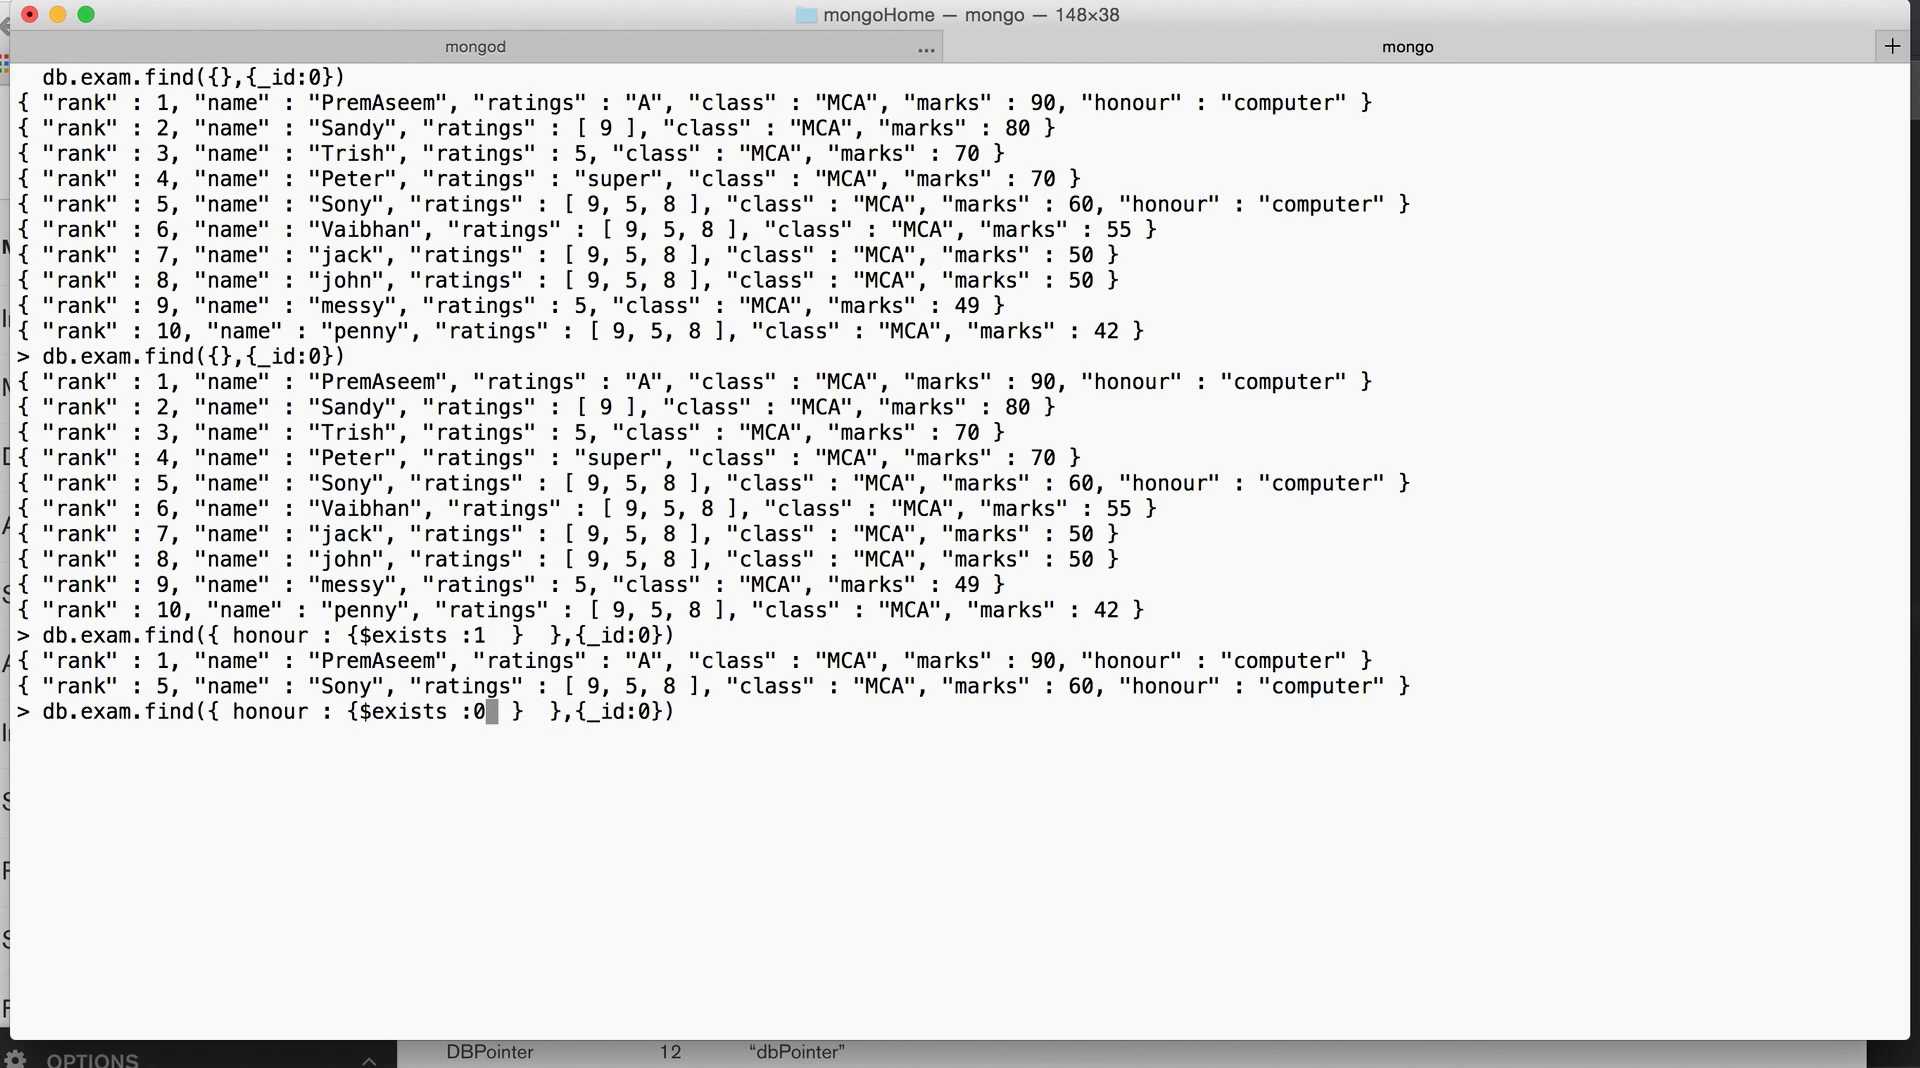 mongoHome — mongo — 148×38
mongod ... mongo +
db.exam.find({},{_id:0})
{ "rank" : 1, "name" : "PremAseem", "ratings" : "A", "class" : "MCA", "marks" : 90, "honour" : "computer" }
{ "rank" : 2, "name" : "Sandy", "ratings" : [ 9 ], "class" : "MCA", "marks" : 80 }
{ "rank" : 3, "name" : "Trish", "ratings" : 5, "class" : "MCA", "marks" : 70 }
{ "rank" : 4, "name" : "Peter", "ratings" : "super", "class" : "MCA", "marks" : 70 }
{ "rank" : 5, "name" : "Sony", "ratings" : [ 9, 5, 8 ], "class" : "MCA", "marks" : 60, "honour" : "computer" }
{ "rank" : 6, "name" : "Vaibhan", "ratings" : [ 9, 5, 8 ], "class" : "MCA", "marks" : 55 }
{ "rank" : 7, "name" : "jack", "ratings" : [ 9, 5, 8 ], "class" : "MCA", "marks" : 50 }
{ "rank" : 8, "name" : "john", "ratings" : [ 9, 5, 8 ], "class" : "MCA", "marks" : 50 }
{ "rank" : 9, "name" : "messy", "ratings" : 5, "class" : "MCA", "marks" : 49 }
{ "rank" : 10, "name" : "penny", "ratings" : [ 9, 5, 8 ], "class" : "MCA", "marks" : 42 }
> db.exam.find({},{_id:0})
{ "rank" : 1, "name" : "PremAseem", "ratings" : "A", "class" : "MCA", "marks" : 90, "honour" : "computer" }
{ "rank" : 2, "name" : "Sandy", "ratings" : [ 9 ], "class" : "MCA", "marks" : 80 }
{ "rank" : 3, "name" : "Trish", "ratings" : 5, "class" : "MCA", "marks" : 70 }
{ "rank" : 4, "name" : "Peter", "ratings" : "super", "class" : "MCA", "marks" : 70 }
{ "rank" : 5, "name" : "Sony", "ratings" : [ 9, 5, 8 ], "class" : "MCA", "marks" : 60, "honour" : "computer" }
{ "rank" : 6, "name" : "Vaibhan", "ratings" : [ 9, 5, 8 ], "class" : "MCA", "marks" : 55 }
{ "rank" : 7, "name" : "jack", "ratings" : [ 9, 5, 8 ], "class" : "MCA", "marks" : 50 }
{ "rank" : 8, "name" : "john", "ratings" : [ 9, 5, 8 ], "class" : "MCA", "marks" : 50 }
{ "rank" : 9, "name" : "messy", "ratings" : 5, "class" : "MCA", "marks" : 49 }
{ "rank" : 10, "name" : "penny", "ratings" : [ 9, 5, 8 ], "class" : "MCA", "marks" : 42 }
> db.exam.find({ honour : {$exists :1  }  },{_id:0})
{ "rank" : 1, "name" : "PremAseem", "ratings" : "A", "class" : "MCA", "marks" : 90, "honour" : "computer" }
{ "rank" : 5, "name" : "Sony", "ratings" : [ 9, 5, 8 ], "class" : "MCA", "marks" : 60, "honour" : "computer" }
> db.exam.find({ honour : {$exists :0  }  },{_id:0})
OPTIONS DBPointer 12 “dbPointer”